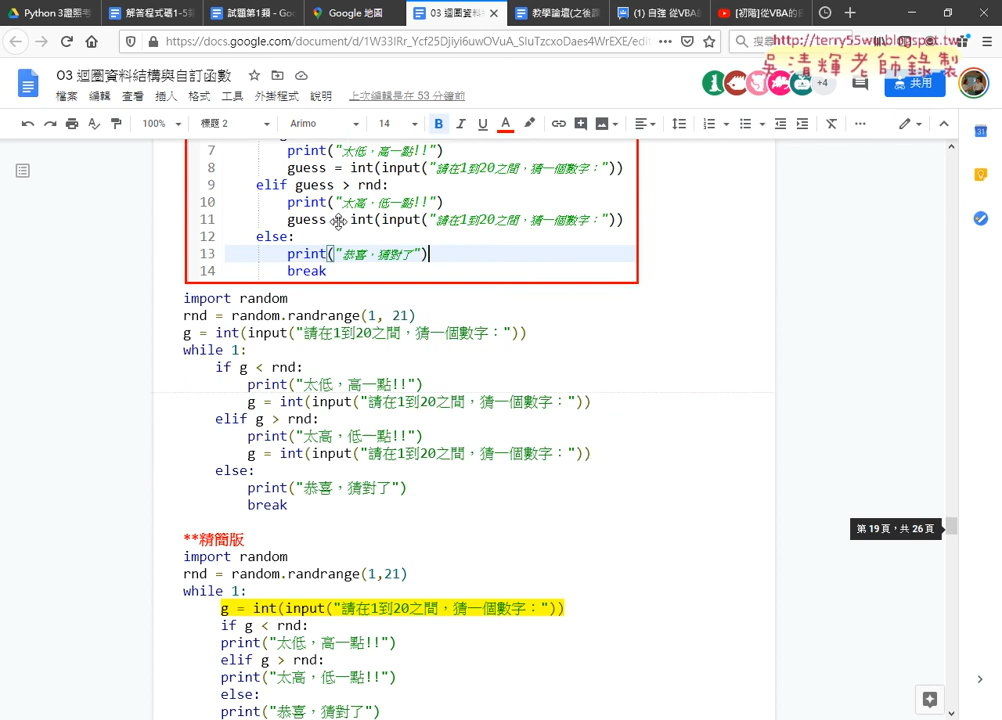 Python 3證照考
解答程式碼1-5類
試題第1類 - Goo
Google 地圖
03 迴圈資料結
教學論壇(之後課
(1) 自強 從VBA
[初階]從VBA的
https://docs.google.com/document/d/1W33IRr_Ycf25Djiyi6uwOVuA_SluTzcxoDaes4WrEXE/edi
搜尋
http://terry55wu.blogspot.tw
吳清輝老師錄製
03 迴圈資料結構與自訂函數
檔案 編輯 查看 插入 格式 工具 外掛程式 說明 上次編輯是在 53 分鐘前
+4
共用
100% 標題 2 Arimo 14 B I U A
7 print("太低，高一點!!")
8 guess = int(input("請在1到20之間，猜一個數字："))
9 elif guess > rnd:
10 print("太高，低一點!!")
11 guess int(input("請在1到20之間，猜一個數字："))
12 else:
13 print("恭喜，猜對了")
14 break
import random
rnd = random.randrange(1, 21)
g = int(input("請在1到20之間，猜一個數字："))
while 1:
if g < rnd:
print("太低，高一點!!")
g = int(input("請在1到20之間，猜一個數字："))
elif g > rnd:
print("太高，低一點!!")
g = int(input("請在1到20之間，猜一個數字："))
else:
print("恭喜，猜對了")
break
第 19 頁，共 26 頁
**精簡版
import random
rnd = random.randrange(1,21)
while 1:
g = int(input("請在1到20之間，猜一個數字："))
if g < rnd:
print("太低，高一點!!")
elif g > rnd:
print("太高，低一點!!")
else:
print("恭喜，猜對了")